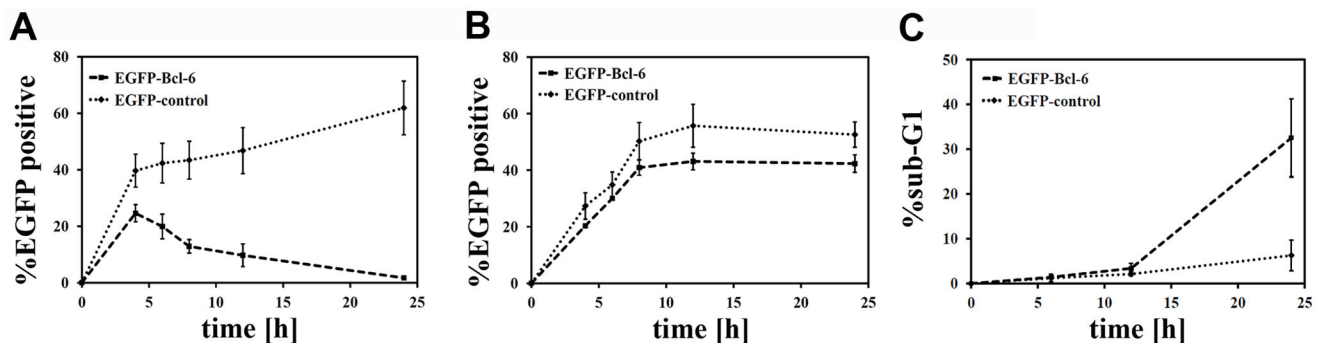 A
%EGFP positive
80
60
40
20
0
EGFP-Bcl-6
EGFP-control
0 5 10 15 20 25
time [h]
B
%EGFP positive
80
60
40
20
0
EGFP-Bcl-6
EGFP-control
0 5 10 15 20 25
time [h]
C
%sub-G1
50
40
30
20
10
0
EGFP-Bcl-6
EGFP-control
0 5 10 15 20 25
time [h]